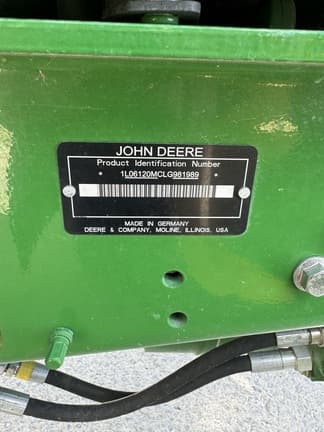 JOHN DEERE
Product Identification Number
* 1L06120MCLG981989 *
MADE IN GERMANY
DEERE & COMPANY, MOLINE, ILLINOIS, USA